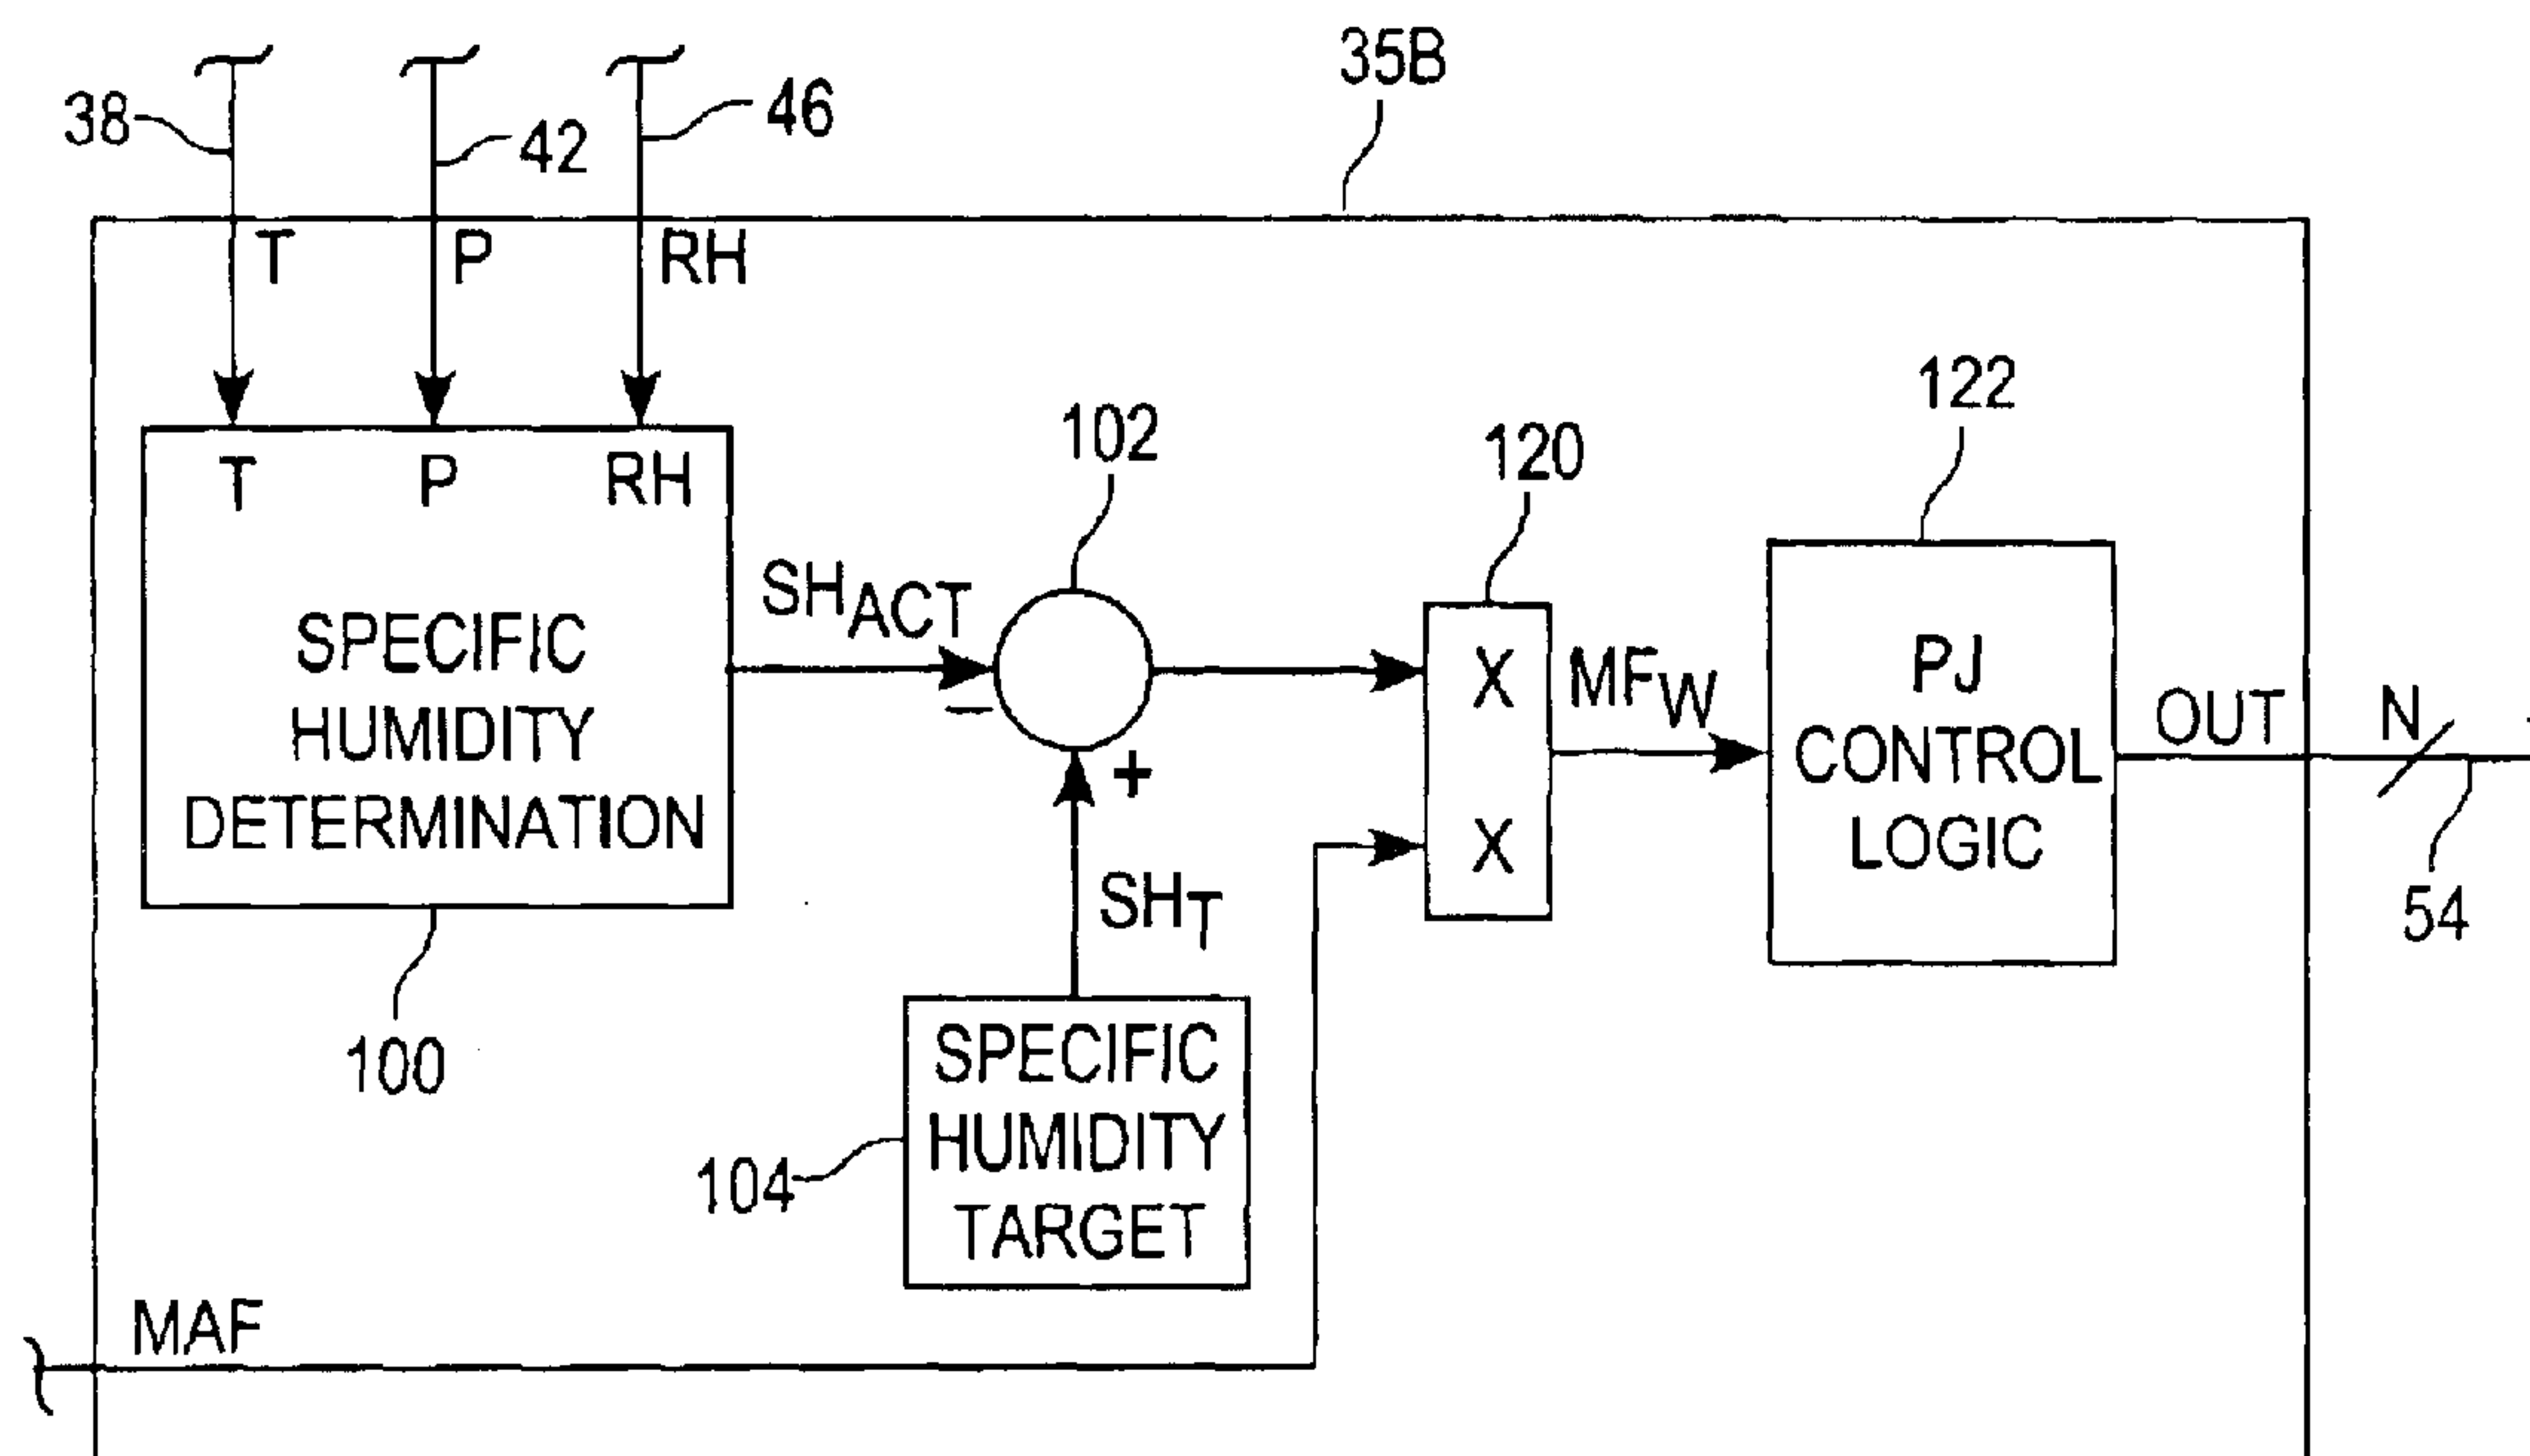 35B
38
42
46
T
P
RH
T
P
RH
SPECIFIC
HUMIDITY
DETERMINATION
100
SHACT
−
102
+
SHT
SPECIFIC
HUMIDITY
TARGET
104
120
X
X
MFW
122
PJ
CONTROL
LOGIC
OUT
N
54
MAF